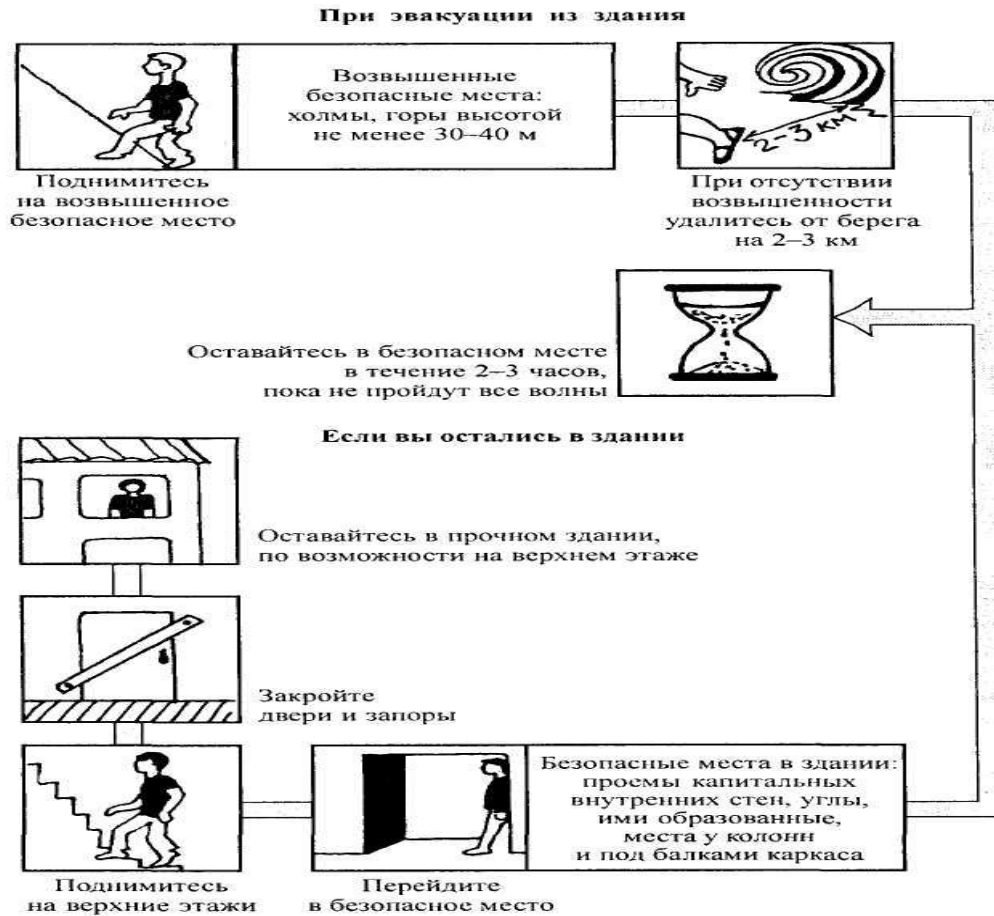 При эвакуации из здания
Возвышенные
безопасные места:
холмы, горы высотой
не менее 30–40 м
2–3 км
Поднимитесь
на возвышенное
безопасное место
При отсутствии
возвышенности
удалитесь от берега
на 2–3 км
Оставайтесь в безопасном месте
в течение 2–3 часов,
пока не пройдут все волны
Если вы остались в здании
Оставайтесь в прочном здании,
по возможности на верхнем этаже
Закройте
двери и запоры
Безопасные места в здании:
проемы капитальных
внутренних стен, углы,
ими образованные,
места у колонн
и под балками каркаса
Поднимитесь
на верхние этажи
Перейдите
в безопасное место